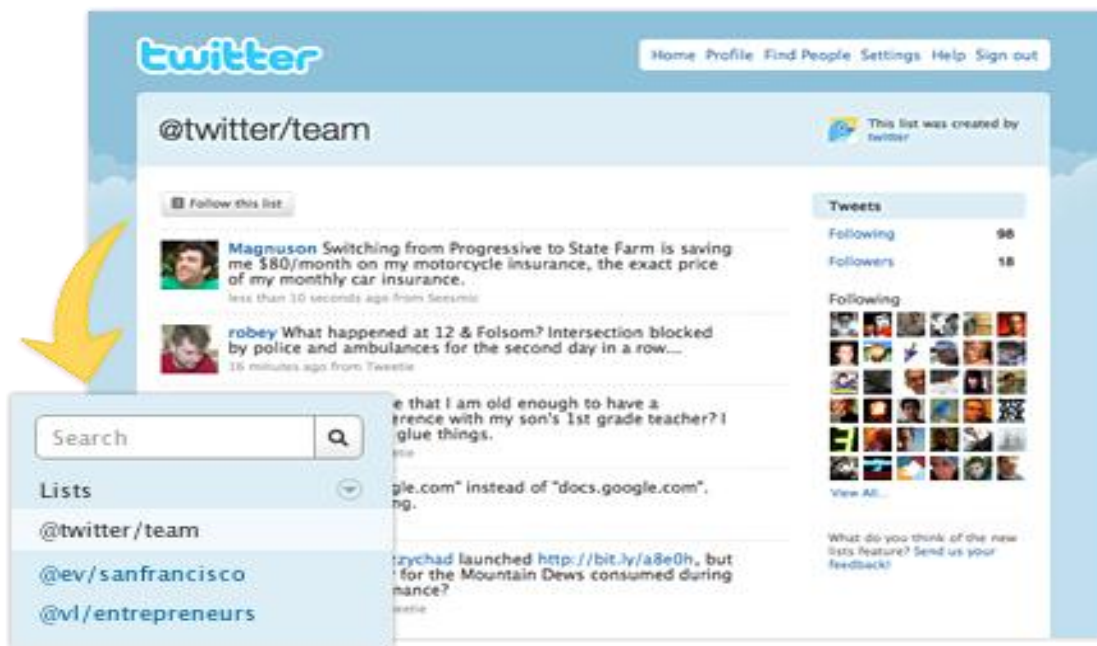 twitter
Home Profile Find People Settings Help Sign out
@twitter/team
This list was created by
twitter
Follow this list
Magnuson Switching from Progressive to State Farm is saving
me $80/month on my motorcycle insurance, the exact price
of my monthly car insurance.
less than 10 seconds ago from Seesmic
robey What happened at 12 & Folsom? Intersection blocked
by police and ambulances for the second day in a row....
16 minutes ago from Tweetie
e that I am old enough to have a
erence with my son's 1st grade teacher? I
glue things.
gle.com" instead of "docs.google.com".
ng.
zychad launched http://bit.ly/a8e0h, but
for the Mountain Dews consumed during
nance?
Tweets
Following 98
Followers 18
Following
View All...
What do you think of the new
lists feature? Send us your
feedback!
Search
Lists
@twitter/team
@ev/sanfrancisco
@vl/entrepreneurs